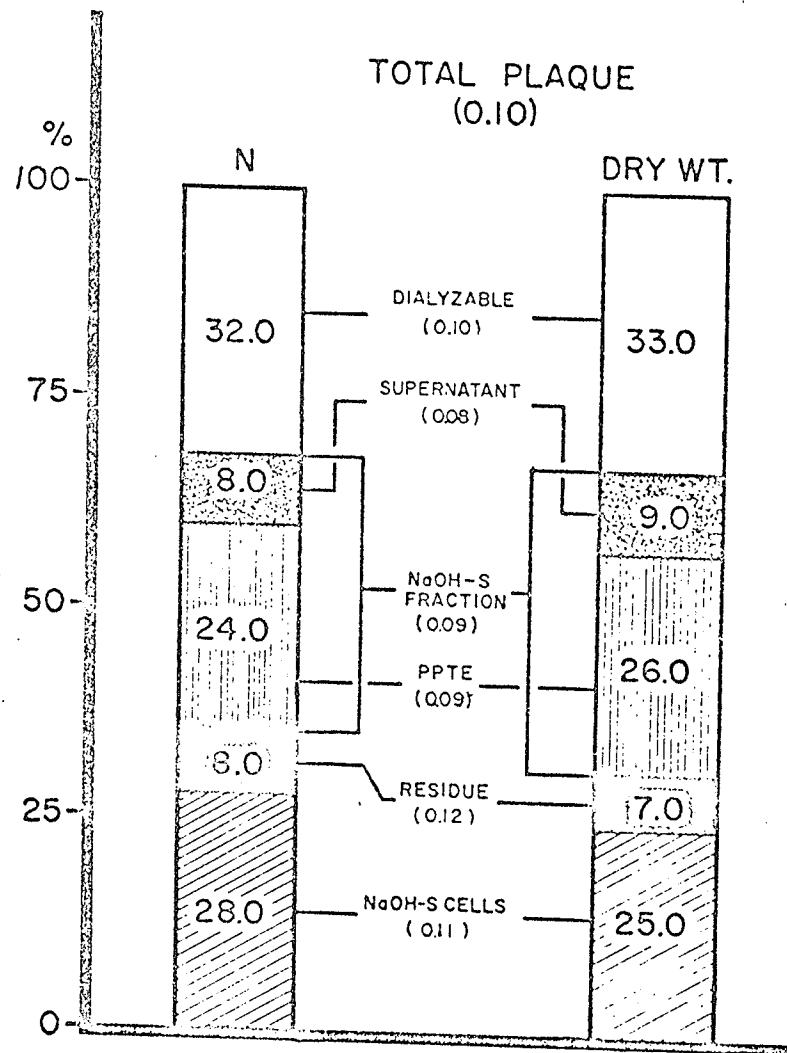 TOTAL PLAQUE
(0.10)
%
N
DRY WT.
100
DIALYZABLE
(0.10)
32.0
33.0
75
SUPERNATANT
(0.08)
8.0
9.0
50
NaOH-S
FRACTION
(0.09)
24.0
PPTE
(0.09)
26.0
8.0
RESIDUE
(0.12)
7.0
25
28.0
NaOH-S CELLS
(0.11)
25.0
0